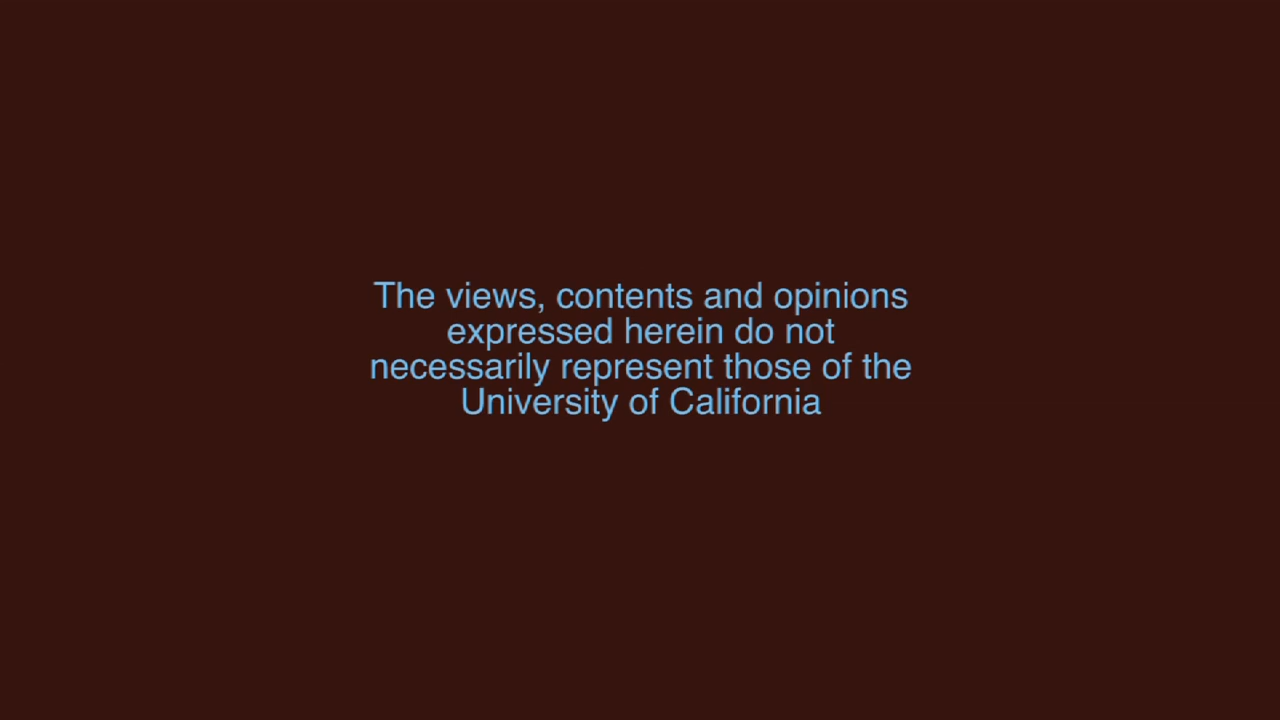 The views, contents and opinions
expressed herein do not
necessarily represent those of the
University of California